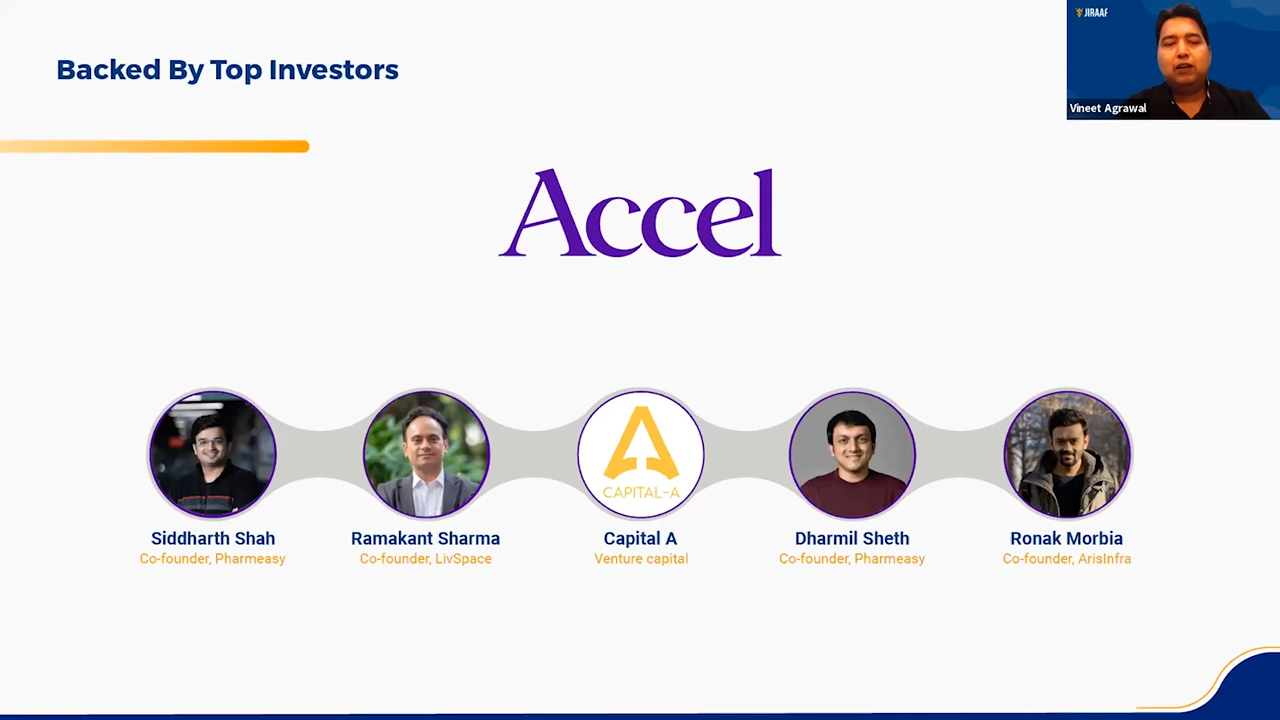 Backed By Top Investors
JIRAAF
Vineet Agrawal
Accel
CAPITAL-A
Siddharth Shah
Co-founder, Pharmeasy
Ramakant Sharma
Co-founder, LivSpace
Capital A
Venture capital
Dharmil Sheth
Co-founder, Pharmeasy
Ronak Morbia
Co-founder, ArisInfra